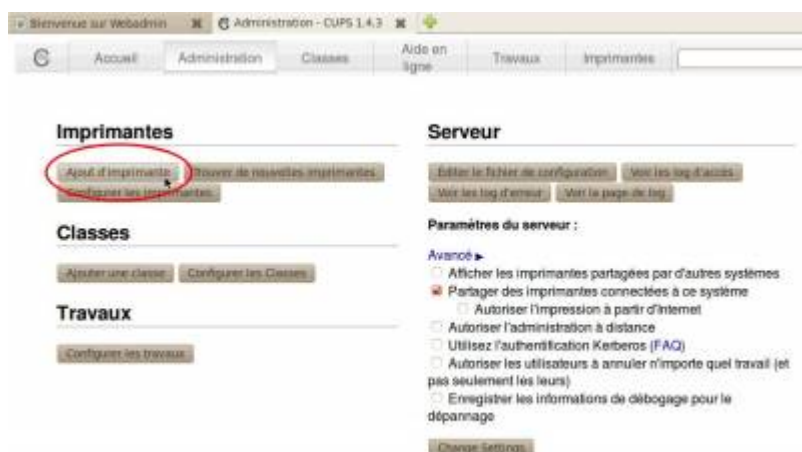 Bienvenue sur Webadmin
Administration - CUPS 1.4.3
Accueil
Administration
Classes
Aide en ligne
Travaux
Imprimantes
Imprimantes
Ajout d'imprimante
Trouver de nouvelles imprimantes
Configurer les imprimantes
Classes
Ajouter une classe
Configurer les Classes
Travaux
Configurer les travaux
Serveur
Editer le fichier de configuration
Voir les log d'accès
Voir les log d'erreur
Voir la page de log
Paramètres du serveur :
Avancé ▶
Afficher les imprimantes partagées par d'autres systèmes
Partager des imprimantes connectées à ce système
Autoriser l'impression à partir d'Internet
Autoriser l'administration à distance
Utilisez l'authentification Kerberos (FAQ)
Autoriser les utilisateurs à annuler n'importe quel travail (et
pas seulement les leurs)
Enregistrer les informations de débogage pour le
dépannage
Change Settings